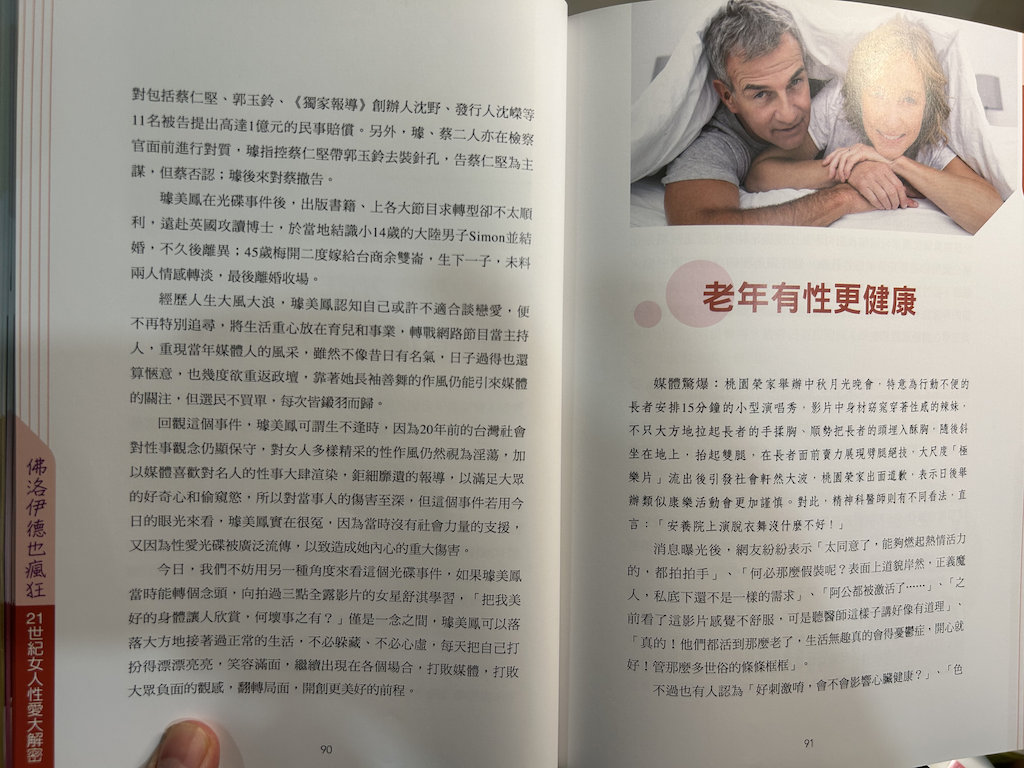 對包括蔡仁堅、郭玉鈴、《獨家報導》創辦人沈野、發行人沈嶸等
11名被告提出高達1億元的民事賠償。另外，璩、蔡二人亦在檢察
官面前進行對質，璩指控蔡仁堅帶郭玉鈴去裝針孔，告蔡仁堅為主
謀，但蔡否認；璩後來對蔡撤告。
璩美鳳在光碟事件後，出版書籍、上各大節目求轉型卻不太順
利，遠赴英國攻讀博士，於當地結識小14歲的大陸男子Simon並結
婚，不久後離異；45歲梅開二度嫁給台商余雙崙，生下一子，未料
兩人情感轉淡，最後離婚收場。
經歷人生大風大浪，璩美鳳認知自己或許不適合談戀愛，便
不再特別追尋，將生活重心放在育兒和事業，轉戰網路節目當主持
人，重現當年媒體人的風采，雖然不像昔日有名氣，日子過得也還
算愜意，也幾度欲重返政壇，靠著她長袖善舞的作風仍能引來媒體
的關注，但選民不買單，每次皆鎩羽而歸。
回觀這個事件，璩美鳳可謂生不逢時，因為20年前的台灣社會
對性事觀念仍顯保守，對女人多樣精采的性作風仍然視為淫蕩，加
以媒體喜歡對名人的性事大肆渲染，鉅細靡遺的報導，以滿足大眾
的好奇心和偷窺慾，所以對當事人的傷害至深，但這個事件若用今
日的眼光來看，璩美鳳實在很冤，因為當時沒有社會力量的支援，
又因為性愛光碟被廣泛流傳，以致造成她內心的重大傷害。
今日，我們不妨用另一種角度來看這個光碟事件，如果璩美鳳
當時能轉個念頭，向拍過三點全露影片的女星舒淇學習，「把我美
好的身體讓人欣賞，何壞事之有？」僅是一念之間，璩美鳳可以落
落大方地接著過正常的生活，不必躲藏、不必心虛，每天把自己打
扮得漂漂亮亮，笑容滿面，繼續出現在各個場合，打敗媒體，打敗
大眾負面的觀感，翻轉局面，開創更美好的前程。
佛洛伊德也瘋狂
21世紀女人性愛大解密
90
老年有性更健康
媒體驚爆：桃園榮家舉辦中秋月光晚會，特意為行動不便的
長者安排15分鐘的小型演唱秀，影片中身材窈窕穿著性感的辣妹，
不只大方地拉起長者的手揉胸、順勢把長者的頭埋入酥胸，隨後斜
坐在地上，抬起雙腿，在長者面前賣力展現劈腿絕技，大尺度「極
樂片」流出後引發社會軒然大波，桃園榮家出面道歉，表示日後舉
辦類似康樂活動會更加謹慎。對此，精神科醫師則有不同看法，直
言：「安養院上演脫衣舞沒什麼不好！」
消息曝光後，網友紛紛表示「太同意了，能夠燃起熱情活力
的，都拍拍手」、「何必那麼假裝呢？表面上道貌岸然，正義魔
人，私底下還不是一樣的需求」、「阿公都被激活了……」、「之
前看了這影片感覺不舒服，可是聽醫師這樣子講好像有道理」、
「真的！他們都活到那麼老了，生活無趣真的會得憂鬱症，開心就
好！管那麼多世俗的條條框框」。
不過也有人認為「好刺激唷，會不會影響心臟健康？」、「色
91